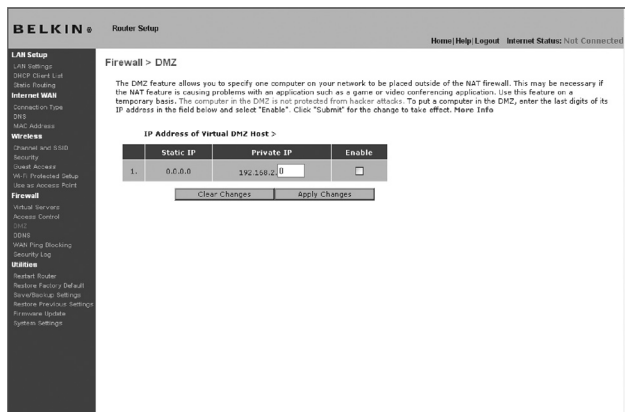 BELKIN
Router Setup
Home|Help|Logout Internet Status: Not Connected
LAN Setup
LAN Settings
DHCP Client List
Static Routing
Internet WAN
Connection Type
DNS
MAC Address
Wireless
Channel and SSID
Security
Guest Access
Wi-Fi Protected Setup
Use as Access Point
Firewall
Virtual Servers
Access Control
DMZ
DDNS
WAN Ping Blocking
Security Log
Utilities
Restart Router
Restore Factory Default
Save/Backup Settings
Restore Previous Settings
Firmware Update
System Settings
Firewall > DMZ
The DMZ feature allows you to specify one computer on your network to be placed outside of the NAT firewall. This may be necessary if
the NAT feature is causing problems with an application such as a game or video conferencing application. Use this feature on a
temporary basis. The computer in the DMZ is not protected from hacker attacks. To put a computer in the DMZ, enter the last digits of its
IP address in the field below and select "Enable". Click "Submit" for the change to take effect. More Info
IP Address of Virtual DMZ Host >
Static IP Private IP Enable
1. 0.0.0.0 192.168.2.0
Clear Changes Apply Changes